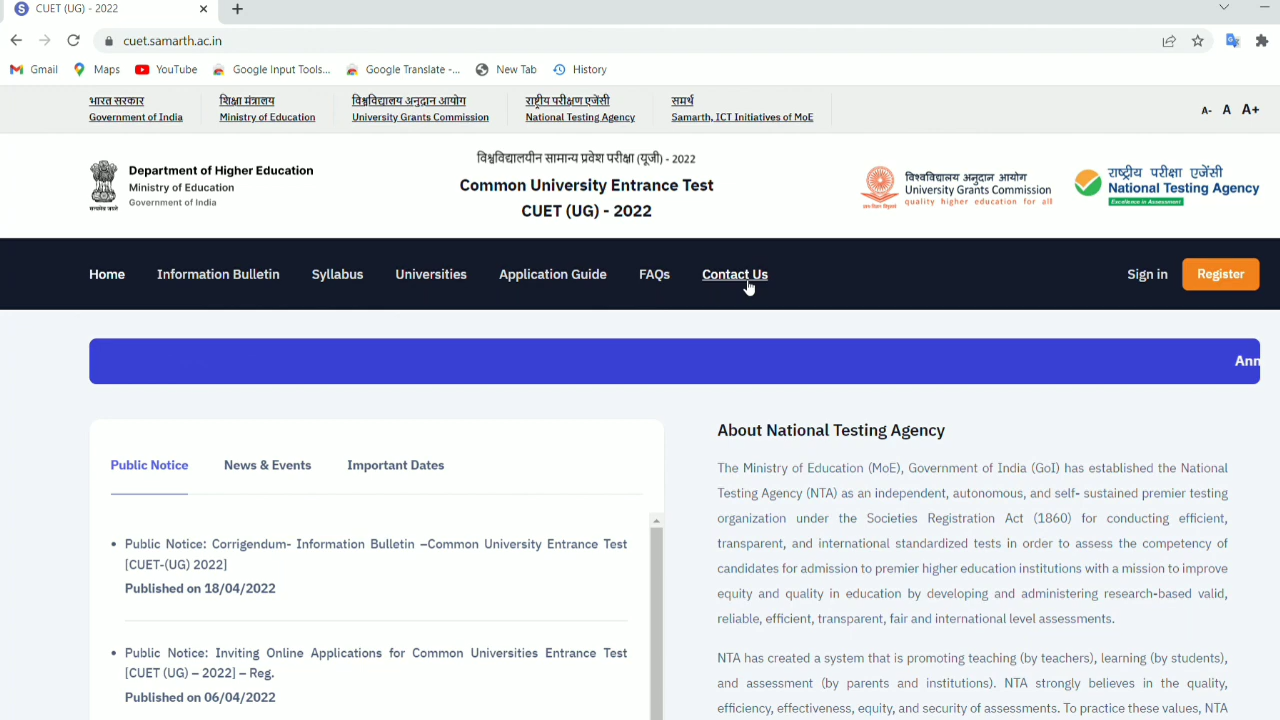 CUET (UG) - 2022
cuet.samarth.ac.in
Gmail Maps YouTube Google Input Tools... Google Translate -... New Tab History
भारत सरकार शिक्षा मंत्रालय विश्वविद्यालय अनुदान आयोग राष्ट्रीय परीक्षण एजेंसी समर्थ
Government of India Ministry of Education University Grants Commission National Testing Agency Samarth, ICT Initiatives of MoE
A- A A+
Department of Higher Education
Ministry of Education
Government of India
सत्यमेव जयते
विश्वविद्यालयीन सामान्य प्रवेश परीक्षा (यूजी) - 2022
Common University Entrance Test
CUET (UG) - 2022
विश्वविद्यालय अनुदान आयोग
University Grants Commission
quality higher education for all
राष्ट्रीय परीक्षा एजेंसी
National Testing Agency
Excellence in Assessment
Home Information Bulletin Syllabus Universities Application Guide FAQs Contact Us Sign in Register
Ann
Public Notice News & Events Important Dates
• Public Notice: Corrigendum- Information Bulletin –Common University Entrance Test
[CUET-(UG) 2022]
Published on 18/04/2022
• Public Notice: Inviting Online Applications for Common Universities Entrance Test
[CUET (UG) – 2022] – Reg.
Published on 06/04/2022
About National Testing Agency
The Ministry of Education (MoE), Government of India (GoI) has established the National
Testing Agency (NTA) as an independent, autonomous, and self- sustained premier testing
organization under the Societies Registration Act (1860) for conducting efficient,
transparent, and international standardized tests in order to assess the competency of
candidates for admission to premier higher education institutions with a mission to improve
equity and quality in education by developing and administering research-based valid,
reliable, efficient, transparent, fair and international level assessments.
NTA has created a system that is promoting teaching (by teachers), learning (by students),
and assessment (by parents and institutions). NTA strongly believes in the quality,
efficiency, effectiveness, equity, and security of assessments. To practice these values, NTA